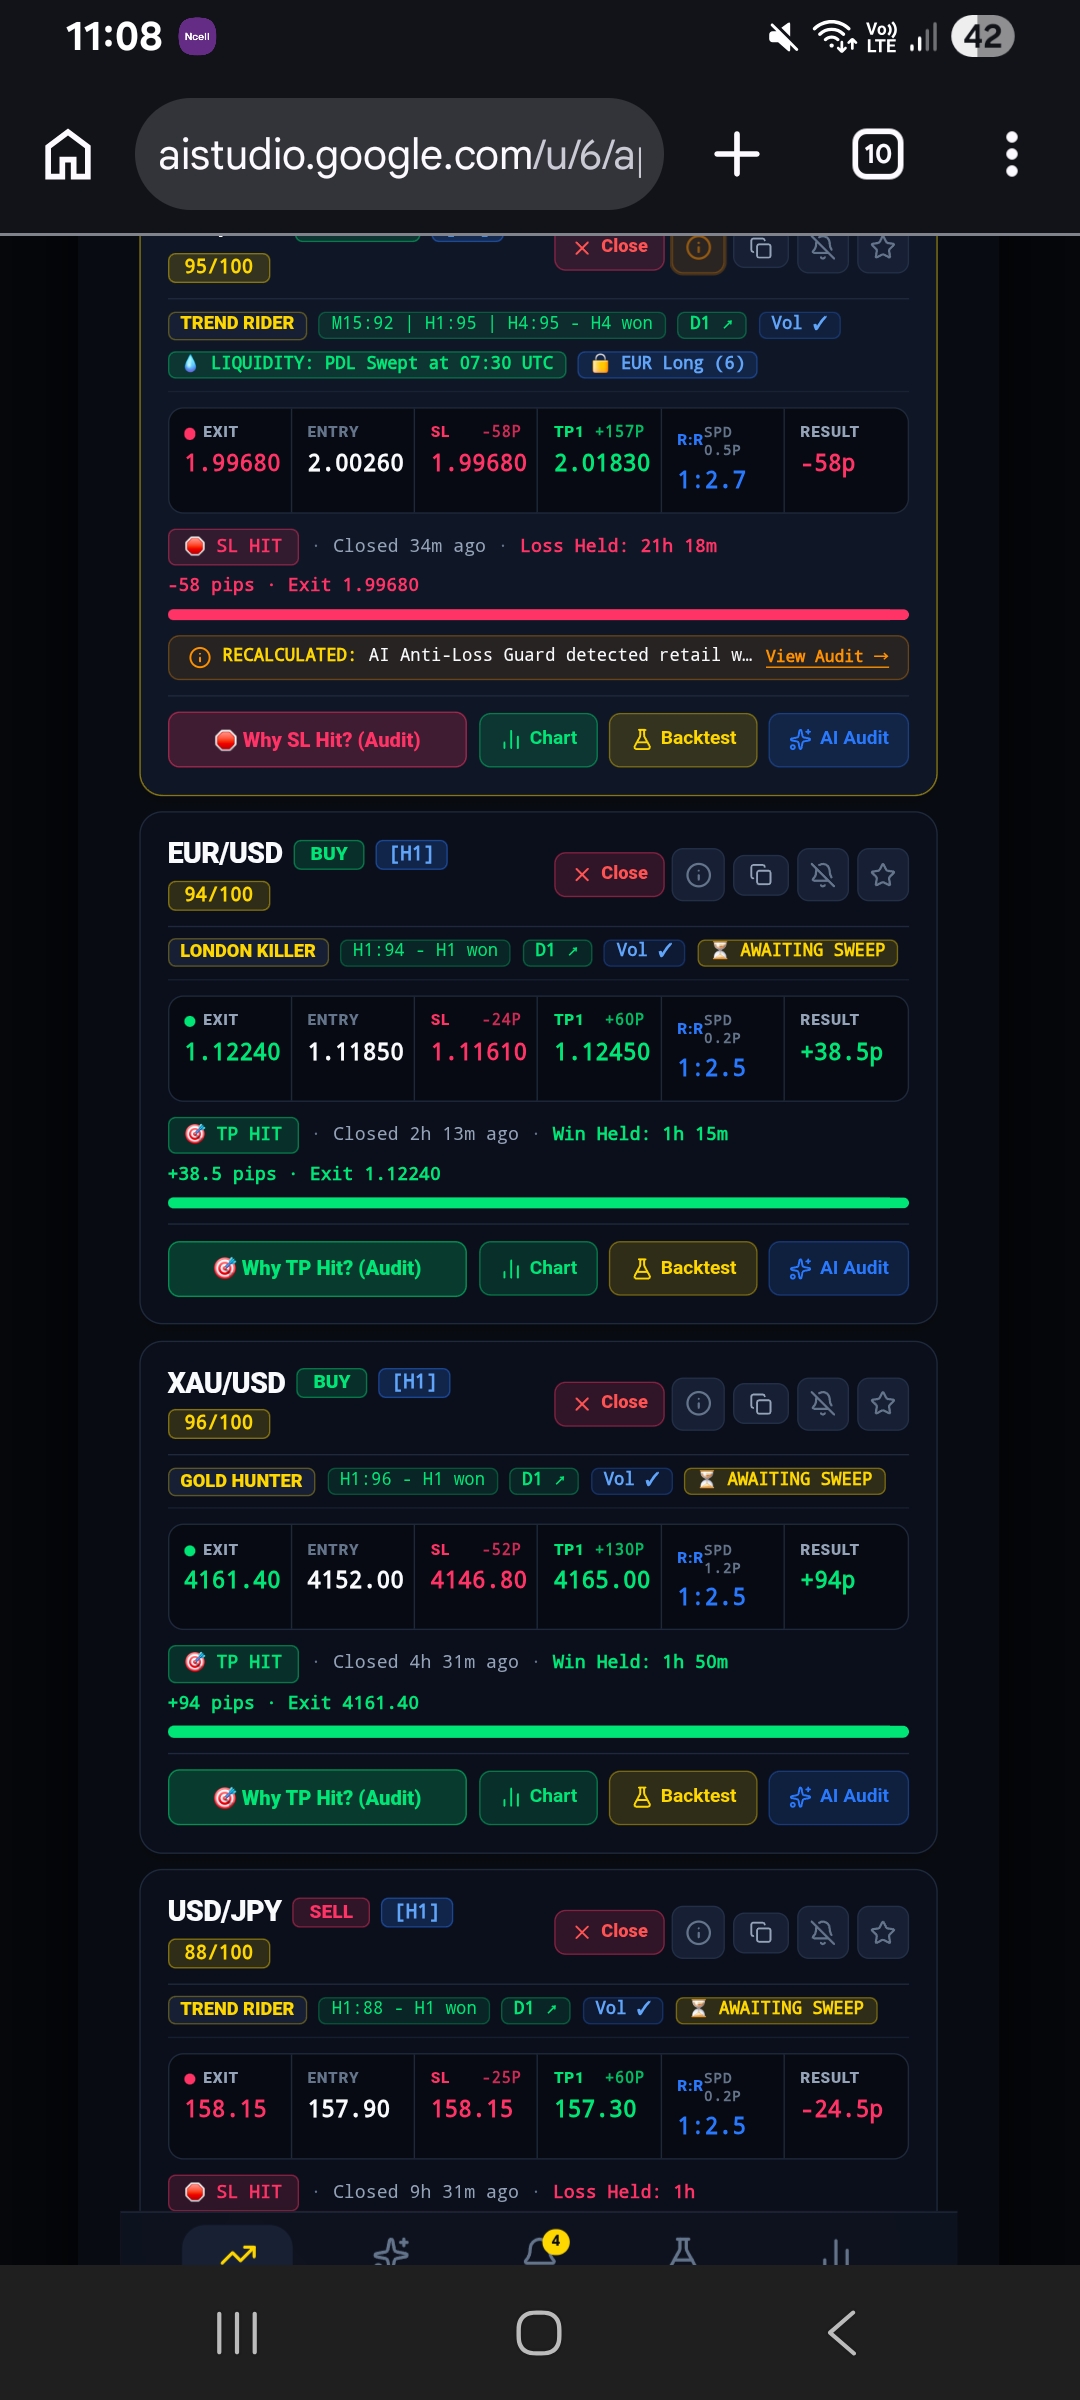 11:08
Ncell
Vo)) LTE
42
aistudio.google.com/u/6/a
10
95/100
Close
TREND RIDER M15:92 | H1:95 | H4:95 - H4 won D1 ↗ Vol ✓
💧 LIQUIDITY: PDL Swept at 07:30 UTC 🔒 EUR Long (6)
EXIT ENTRY SL -58P TP1 +157P R:R SPD 0.5P RESULT
1.99680 2.00260 1.99680 2.01830 1:2.7 -58p
🛑 SL HIT · Closed 34m ago · Loss Held: 21h 18m
-58 pips · Exit 1.99680
RECALCULATED: AI Anti-Loss Guard detected retail w… View Audit →
🛑 Why SL Hit? (Audit) Chart Backtest AI Audit
EUR/USD BUY [H1] Close
94/100
LONDON KILLER H1:94 - H1 won D1 ↗ Vol ✓ ⏳ AWAITING SWEEP
EXIT ENTRY SL -24P TP1 +60P R:R SPD 0.2P RESULT
1.12240 1.11850 1.11610 1.12450 1:2.5 +38.5p
🎯 TP HIT · Closed 2h 13m ago · Win Held: 1h 15m
+38.5 pips · Exit 1.12240
🎯 Why TP Hit? (Audit) Chart Backtest AI Audit
XAU/USD BUY [H1] Close
96/100
GOLD HUNTER H1:96 - H1 won D1 ↗ Vol ✓ ⏳ AWAITING SWEEP
EXIT ENTRY SL -52P TP1 +130P R:R SPD 1.2P RESULT
4161.40 4152.00 4146.80 4165.00 1:2.5 +94p
🎯 TP HIT · Closed 4h 31m ago · Win Held: 1h 50m
+94 pips · Exit 4161.40
🎯 Why TP Hit? (Audit) Chart Backtest AI Audit
USD/JPY SELL [H1] Close
88/100
TREND RIDER H1:88 - H1 won D1 ↗ Vol ✓ ⏳ AWAITING SWEEP
EXIT ENTRY SL -25P TP1 +60P R:R SPD 0.2P RESULT
158.15 157.90 158.15 157.30 1:2.5 -24.5p
🛑 SL HIT · Closed 9h 31m ago · Loss Held: 1h
4